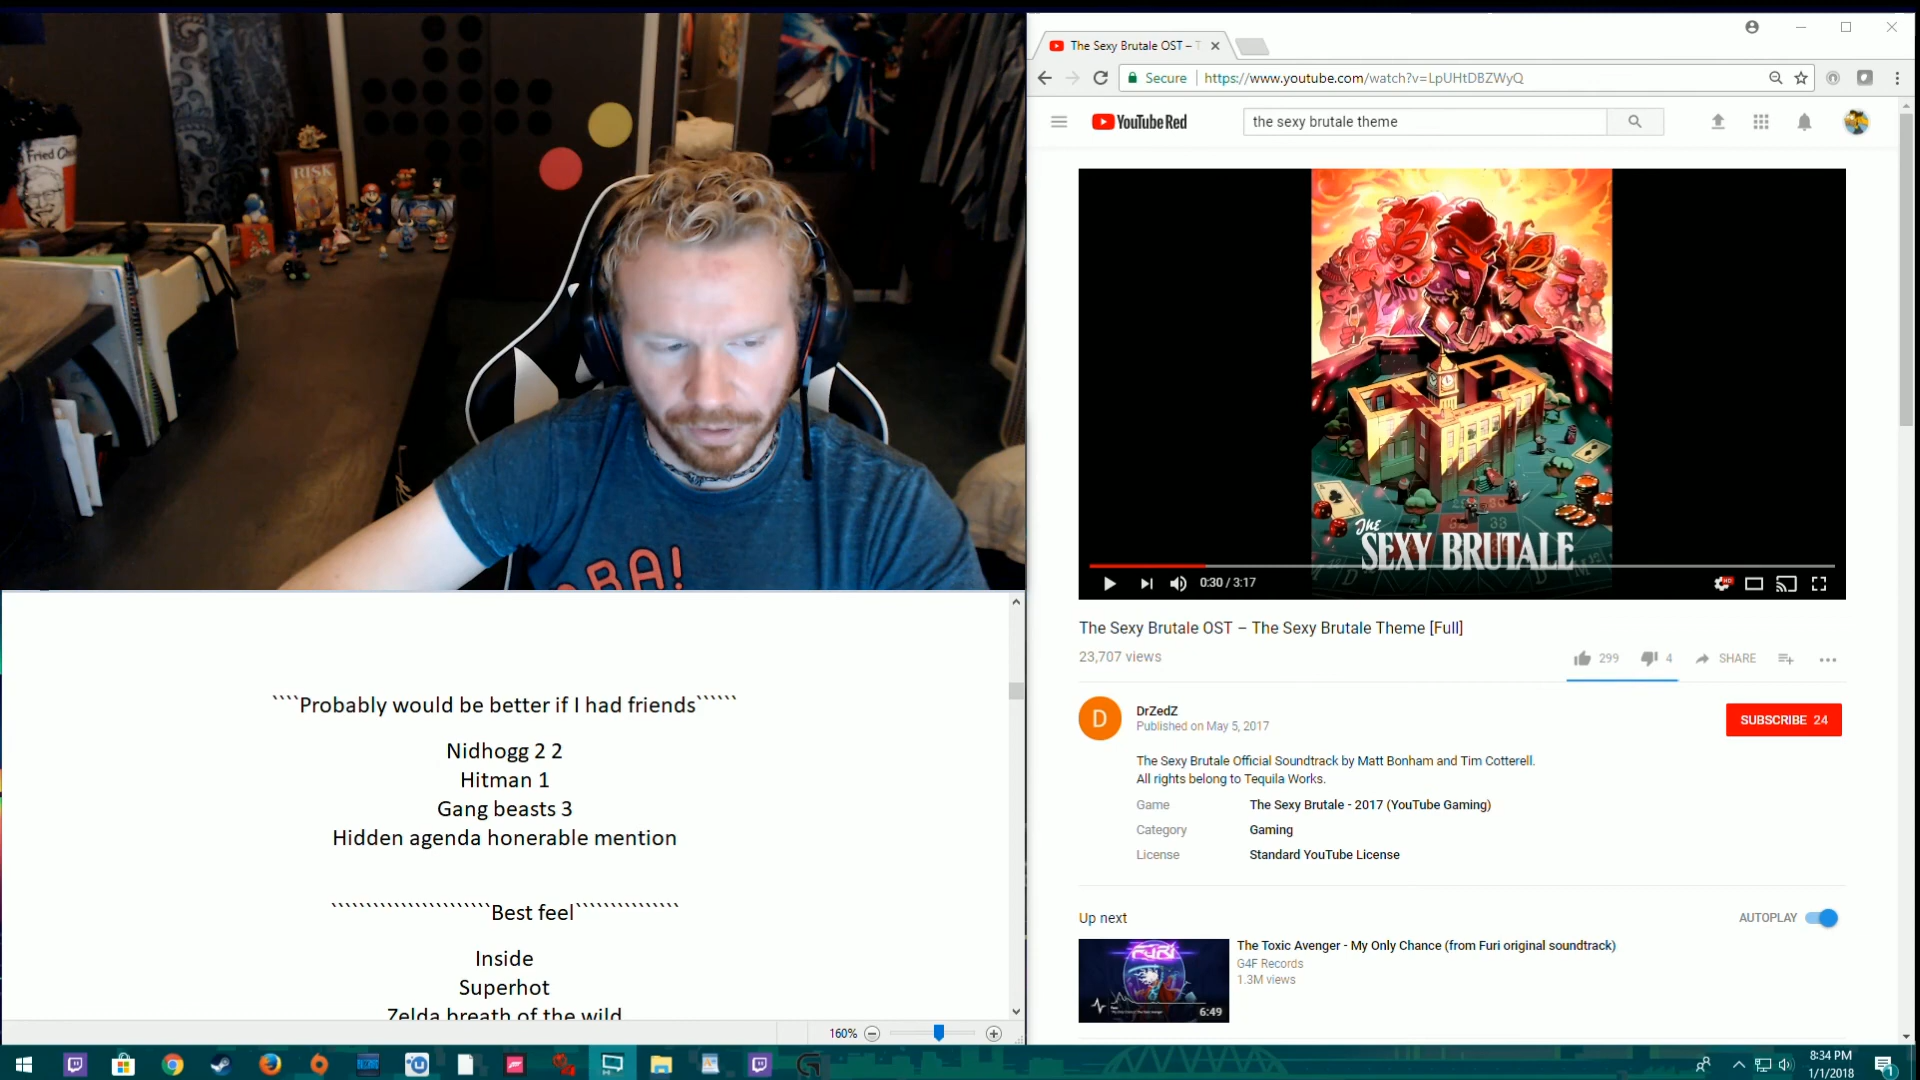 Fried
RISK
BA!
The Sexy Brutale OST – T
Secure
https://www.youtube.com/watch?v=LpUHtDBZWyQ
YouTube Red
the sexy brutale theme
The
SEXY BRUTALE
0:30 / 3:17
HD
The Sexy Brutale OST – The Sexy Brutale Theme [Full]
23,707 views
299
4
SHARE
D
DrZedZ
Published on May 5, 2017
SUBSCRIBE 24
The Sexy Brutale Official Soundtrack by Matt Bonham and Tim Cotterell.
All rights belong to Tequila Works.
Game The Sexy Brutale - 2017 (YouTube Gaming)
Category Gaming
License Standard YouTube License
Up next
AUTOPLAY
FURI
6:49
The Toxic Avenger - My Only Chance (from Furi original soundtrack)
G4F Records
1.3M views
````Probably would be better if I had friends``````
Nidhogg 2 2
Hitman 1
Gang beasts 3
Hidden agenda honerable mention
```````````````````````Best feel```````````````
Inside
Superhot
Zelda breath of the wild
160%
8:34 PM
1/1/2018
1